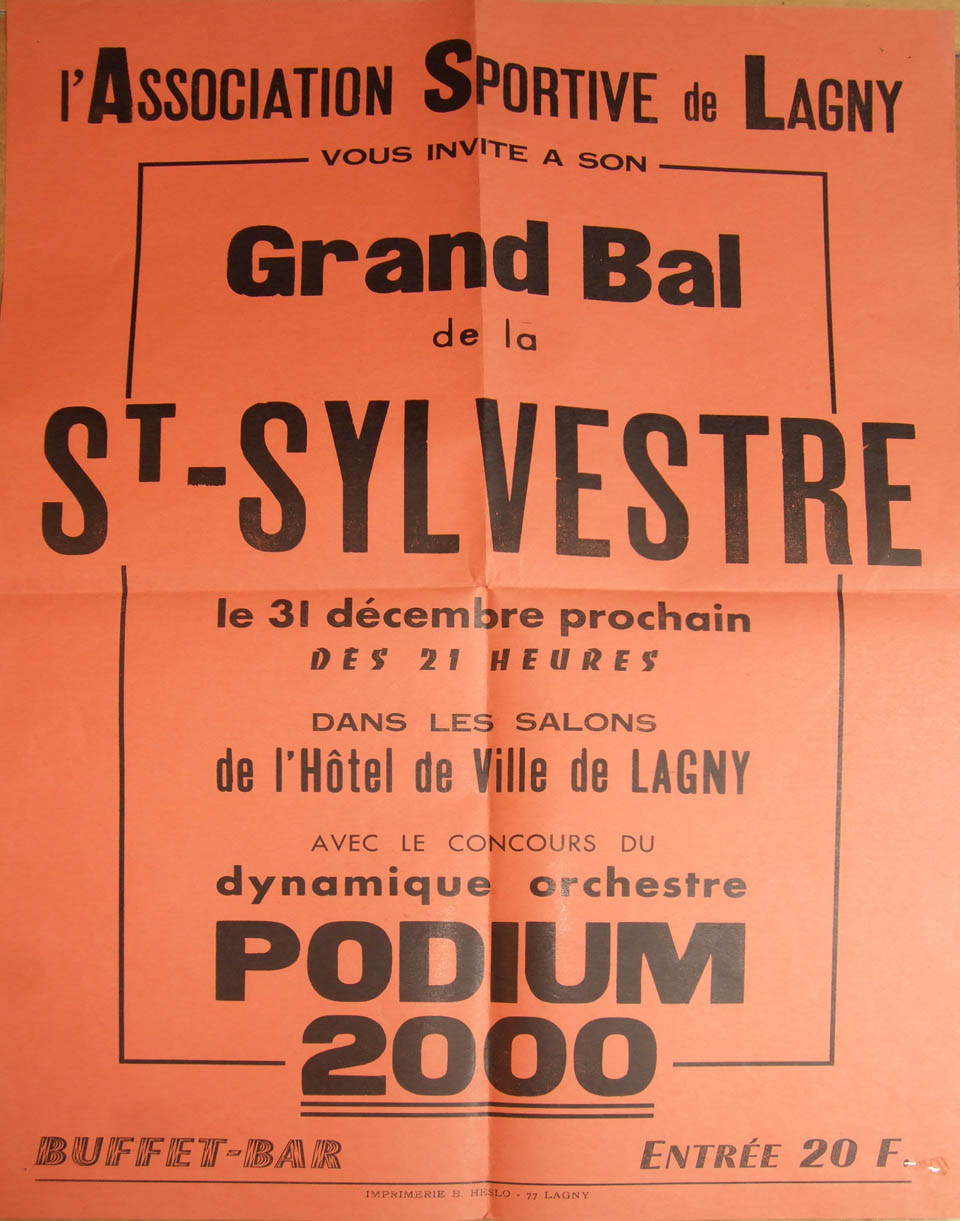 l'ASSOCIATION SPORTIVE de LAGNY
VOUS INVITE A SON
Grand Bal
de la
ST-SYLVESTRE
le 31 décembre prochain
DES 21 HEURES
DANS LES SALONS
de l'Hôtel de Ville de LAGNY
AVEC LE CONCOURS DU
dynamique orchestre
PODIUM
2000
BUFFET-BAR
ENTRÉE 20 F.
IMPRIMERIE B. HESLO - 77 LAGNY